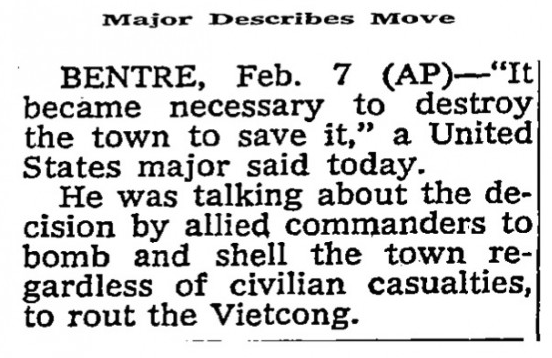 Major Describes Move
BENTRE, Feb. 7 (AP)—“It
became necessary to destroy
the town to save it,” a United
States major said today.
He was talking about the de-
cision by allied commanders to
bomb and shell the town re-
gardless of civilian casualties,
to rout the Vietcong.